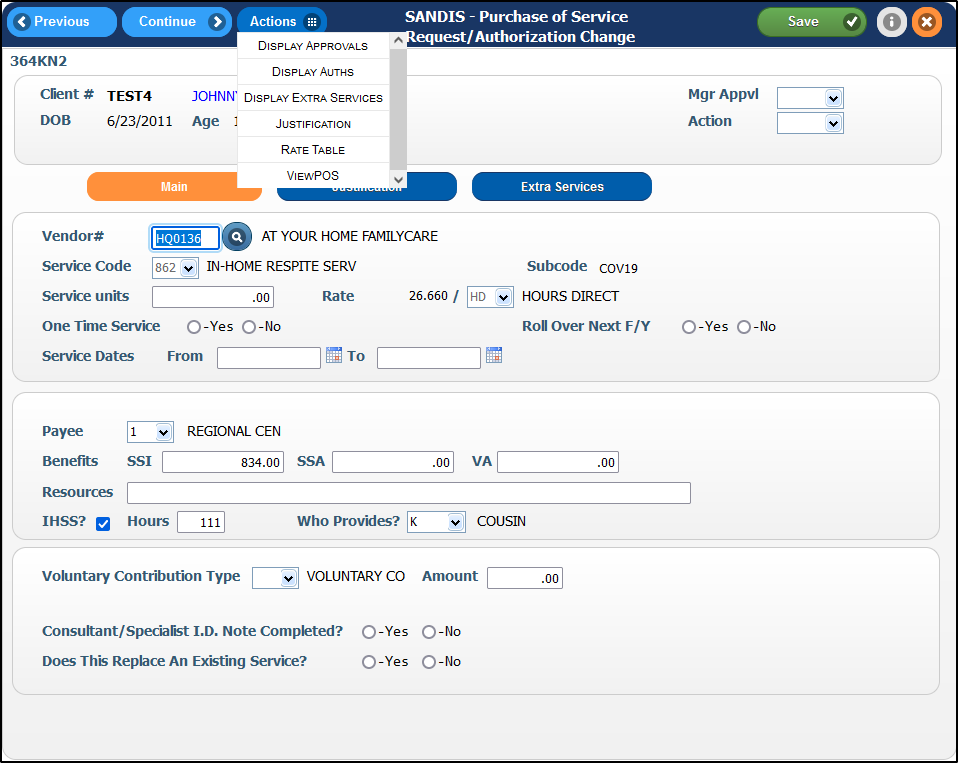 Previous Continue Actions SANDIS - Purchase of Service Request/Authorization Change Save
364KN2
Display Approvals
Display Auths
Display Extra Services
Justification
Rate Table
ViewPOS
Client # TEST4 JOHNNY Mgr Appvl
DOB 6/23/2011 Age Action
Main Justification Extra Services
Vendor# HQ0136 AT YOUR HOME FAMILYCARE
Service Code 862 IN-HOME RESPITE SERV Subcode COV19
Service units .00 Rate 26.660 / HD HOURS DIRECT
One Time Service -Yes -No Roll Over Next F/Y -Yes -No
Service Dates From To
Payee 1 REGIONAL CEN
Benefits SSI 834.00 SSA .00 VA .00
Resources
IHSS? Hours 111 Who Provides? K COUSIN
Voluntary Contribution Type VOLUNTARY CO Amount .00
Consultant/Specialist I.D. Note Completed? -Yes -No
Does This Replace An Existing Service? -Yes -No